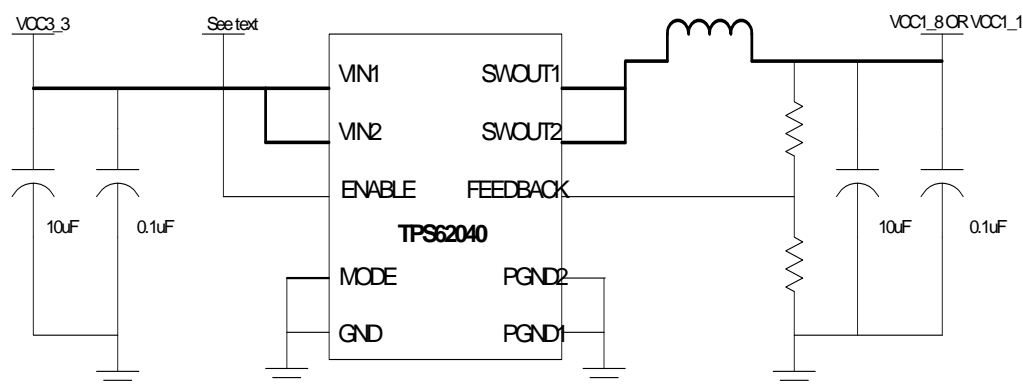 VCC3_3
See text
VCC1_8 OR VCC1_1
VIN1
SWOUT1
VIN2
SWOUT2
ENABLE
FEEDBACK
10uF
0.1uF
TPS62040
10uF
0.1uF
MODE
PGND2
GND
PGND1